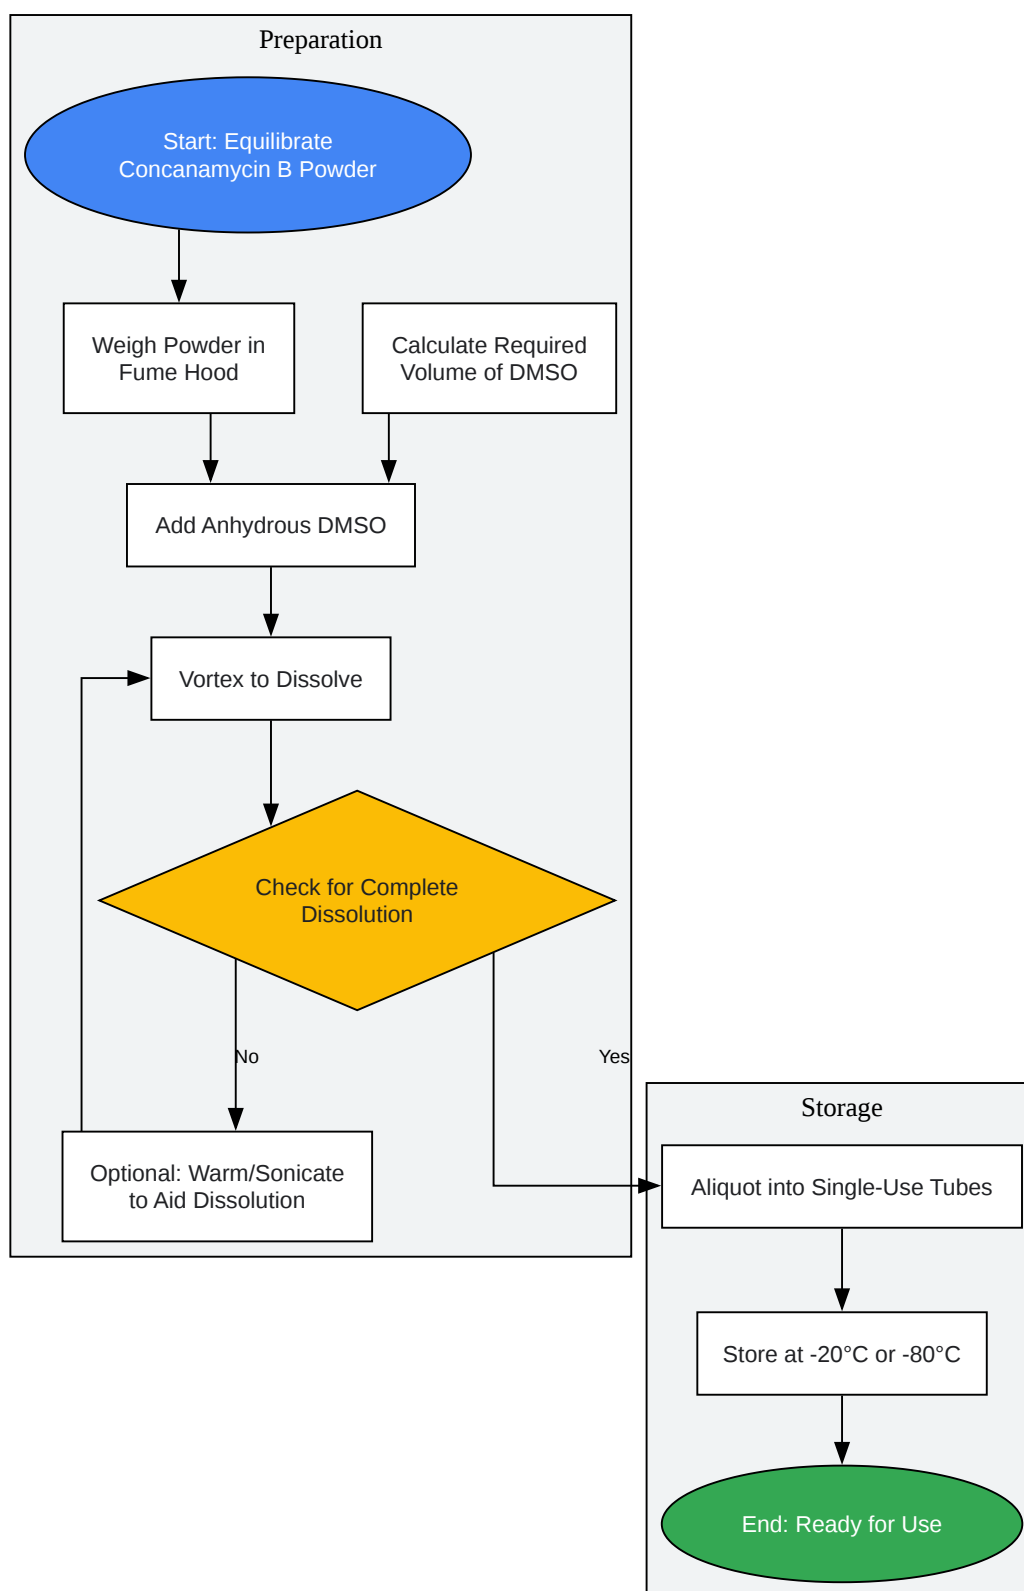 Preparation
Start: Equilibrate
Concanamycin B Powder
Weigh Powder in
Fume Hood
Calculate Required
Volume of DMSO
Add Anhydrous DMSO
Vortex to Dissolve
Check for Complete
Dissolution
No
Yes
Optional: Warm/Sonicate
to Aid Dissolution
Storage
Aliquot into Single-Use Tubes
Store at -20°C or -80°C
End: Ready for Use